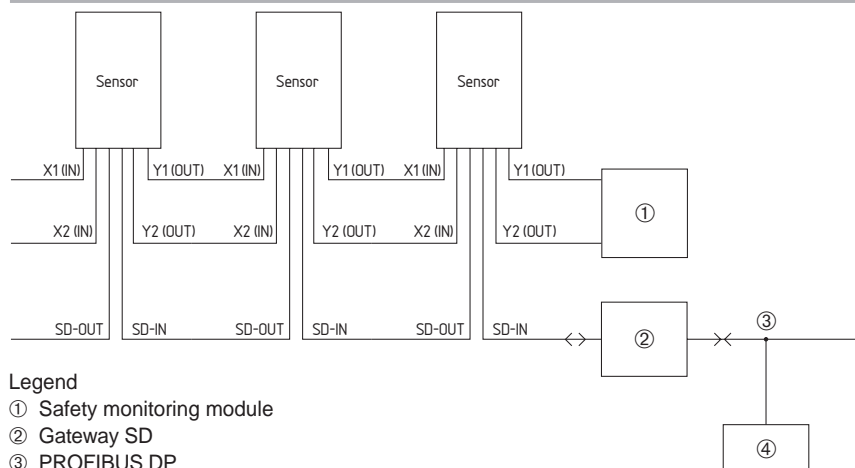 Sensor Sensor Sensor
X1 (IN) Y1 (OUT) X1 (IN) Y1 (OUT) X1 (IN) Y1 (OUT)
①
X2 (IN) Y2 (OUT) X2 (IN) Y2 (OUT) X2 (IN) Y2 (OUT)
SD-OUT SD-IN SD-OUT SD-IN SD-OUT SD-IN
②
③
Legend
① Safety monitoring module
② Gateway SD
③ PROFIBUS DP
④